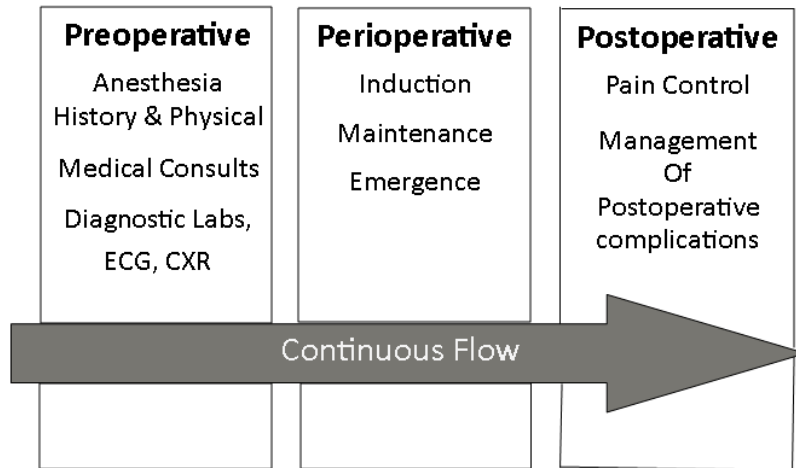 Preoperative
Anesthesia
History & Physical
Medical Consults
Diagnostic Labs,
ECG, CXR
Perioperative
Induction
Maintenance
Emergence
Postoperative
Pain Control
Management
Of
Postoperative
complications
Continuous Flow